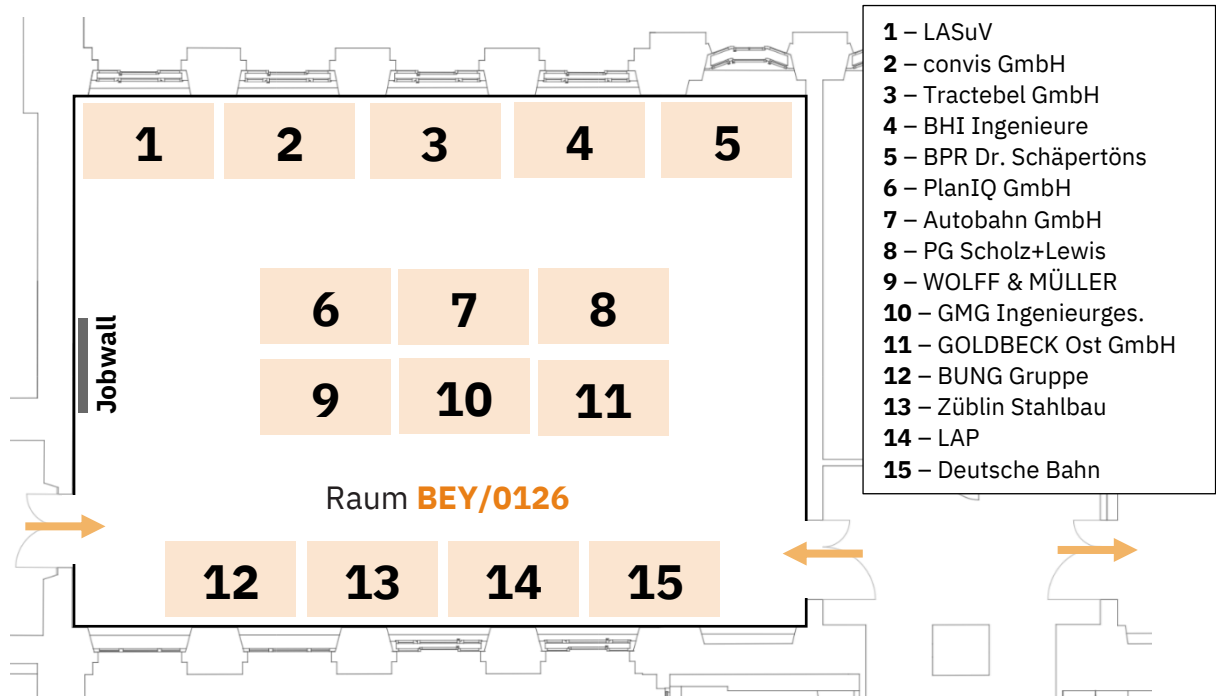 1 – LASuV
2 – convis GmbH
3 – Tractebel GmbH
4 – BHI Ingenieure
5 – BPR Dr. Schäpertöns
6 – PlanIQ GmbH
7 – Autobahn GmbH
8 – PG Scholz+Lewis
9 – WOLFF & MÜLLER
10 – GMG Ingenieurges.
11 – GOLDBECK Ost GmbH
12 – BUNG Gruppe
13 – Züblin Stahlbau
14 – LAP
15 – Deutsche Bahn
1 2 3 4 5
6 7 8
Jobwall
9 10 11
Raum BEY/0126
12 13 14 15